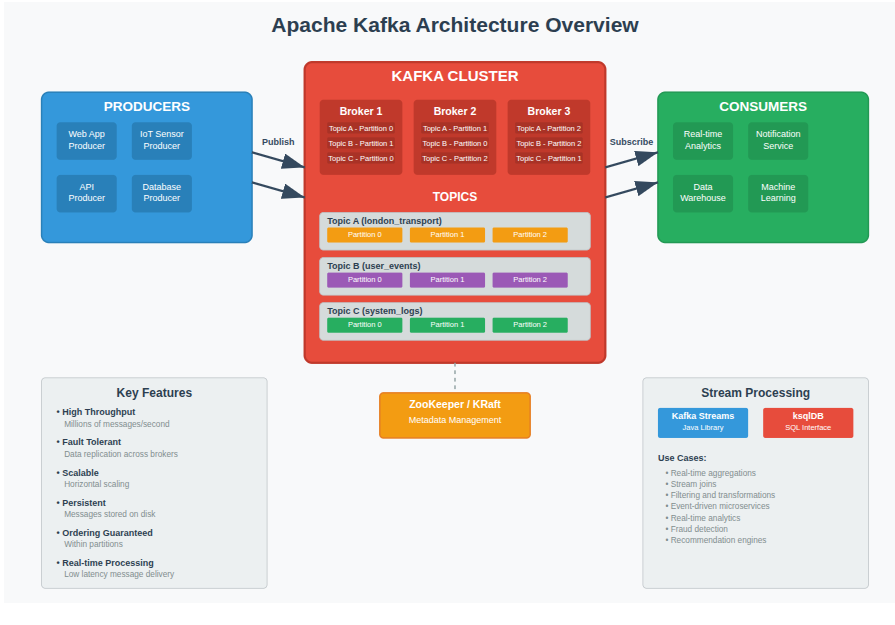 Apache Kafka Architecture Overview
PRODUCERS
Web App
Producer
IoT Sensor
Producer
API
Producer
Database
Producer
Publish
KAFKA CLUSTER
Broker 1
Topic A - Partition 0
Topic B - Partition 1
Topic C - Partition 0
Broker 2
Topic A - Partition 1
Topic B - Partition 0
Topic C - Partition 2
Broker 3
Topic A - Partition 2
Topic B - Partition 2
Topic C - Partition 1
TOPICS
Topic A (london_transport)
Partition 0 Partition 1 Partition 2
Topic B (user_events)
Partition 0 Partition 1 Partition 2
Topic C (system_logs)
Partition 0 Partition 1 Partition 2
Subscribe
CONSUMERS
Real-time
Analytics
Notification
Service
Data
Warehouse
Machine
Learning
ZooKeeper / KRaft
Metadata Management
Key Features
• High Throughput
Millions of messages/second
• Fault Tolerant
Data replication across brokers
• Scalable
Horizontal scaling
• Persistent
Messages stored on disk
• Ordering Guaranteed
Within partitions
• Real-time Processing
Low latency message delivery
Stream Processing
Kafka Streams
Java Library
ksqlDB
SQL Interface
Use Cases:
• Real-time aggregations
• Stream joins
• Filtering and transformations
• Event-driven microservices
• Real-time analytics
• Fraud detection
• Recommendation engines